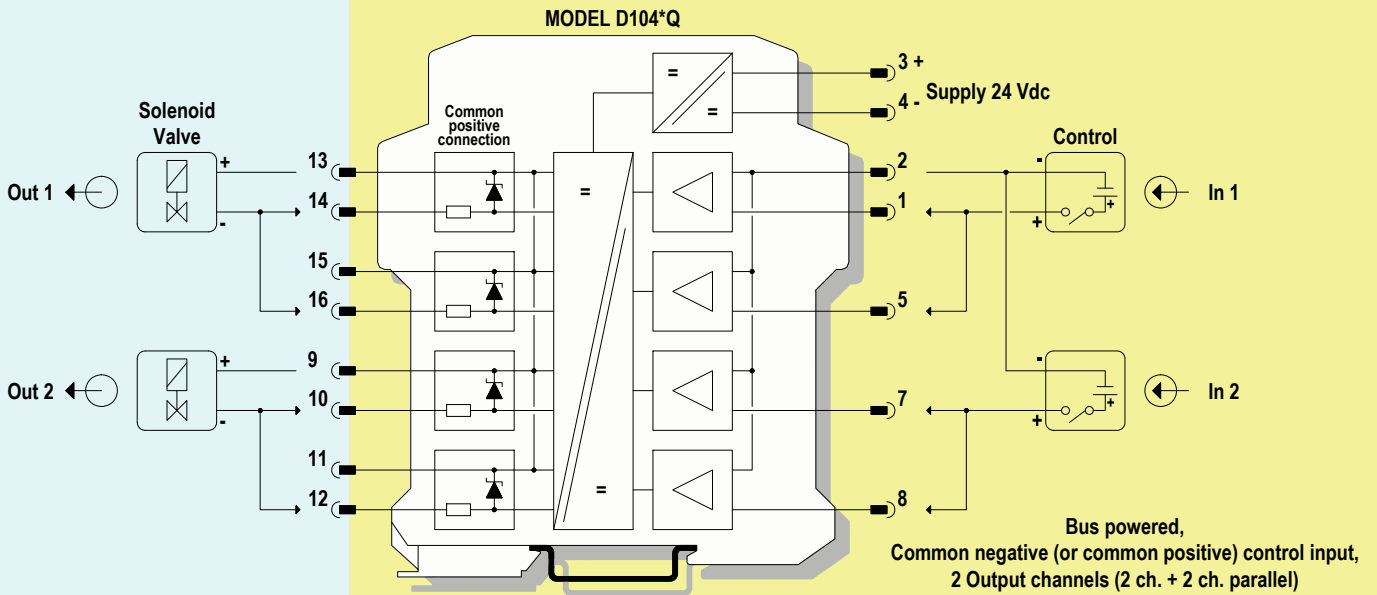 MODEL D104*Q
3 +
4 -
Supply 24 Vdc
Solenoid
Valve
Common
positive
connection
Control
=
=
+
13
2
-
Out 1
=
+
In 1
14
1
-
+
15
16
5
+
9
-
Out 2
+
In 2
10
7
-
+
11
12
=
8
Bus powered,
Common negative (or common positive) control input,
2 Output channels (2 ch. + 2 ch. parallel)